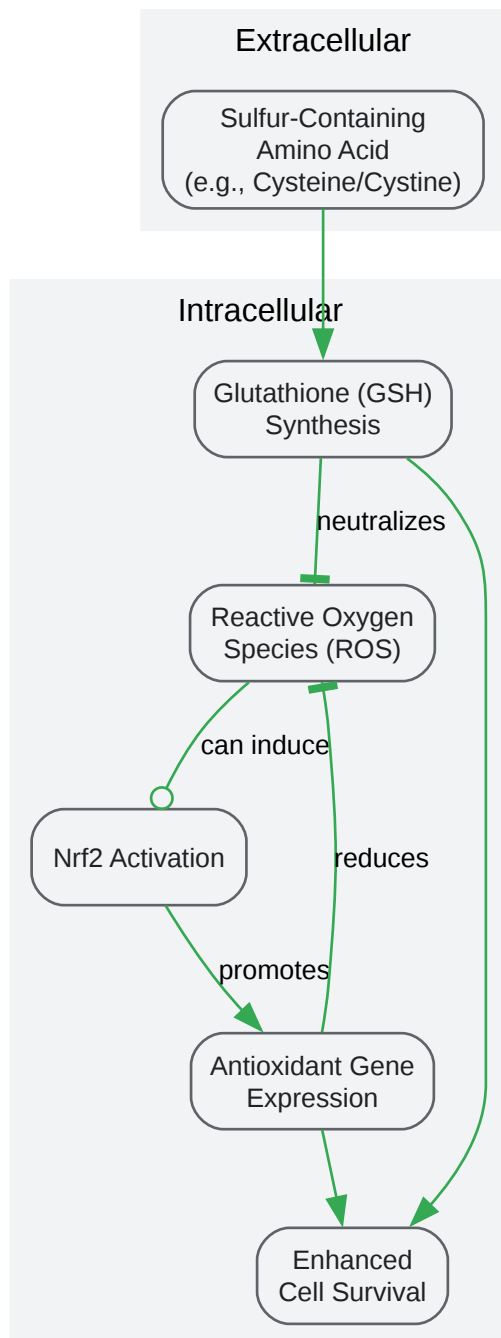 Extracellular
Sulfur-Containing
Amino Acid
(e.g., Cysteine/Cystine)
Intracellular
Glutathione (GSH)
Synthesis
neutralizes
Reactive Oxygen
Species (ROS)
can induce
Nrf2 Activation
reduces
promotes
Antioxidant Gene
Expression
Enhanced
Cell Survival